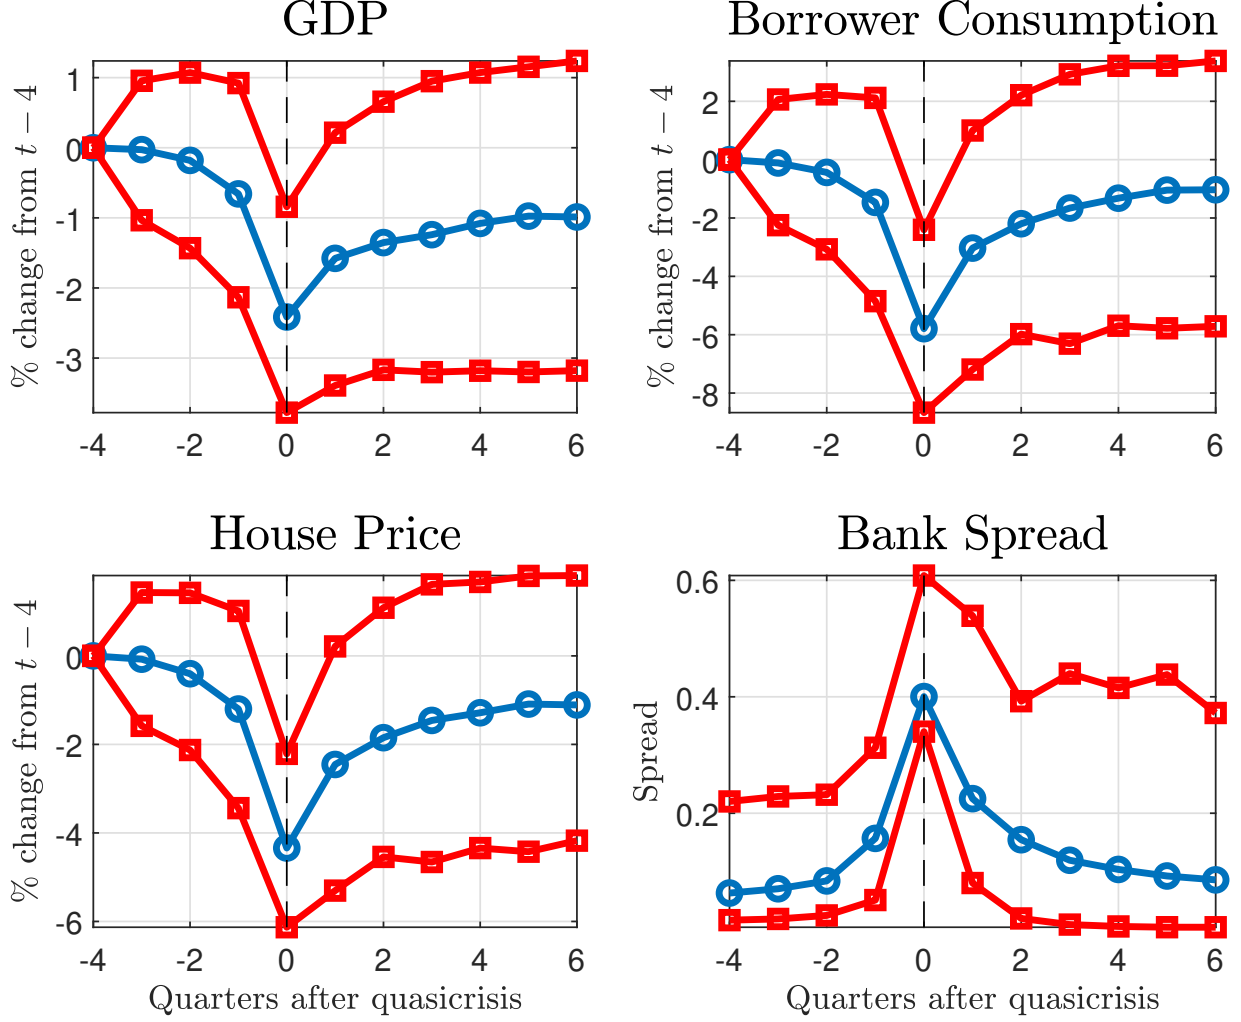 GDP
% change from t − 4
1
0
-1
-2
-3
-4 -2 0 2 4 6
Borrower Consumption
% change from t − 4
2
0
-2
-4
-6
-8
-4 -2 0 2 4 6
House Price
% change from t − 4
0
-2
-4
-6
-4 -2 0 2 4 6
Quarters after quasicrisis
Bank Spread
Spread
0.6
0.4
0.2
-4 -2 0 2 4 6
Quarters after quasicrisis